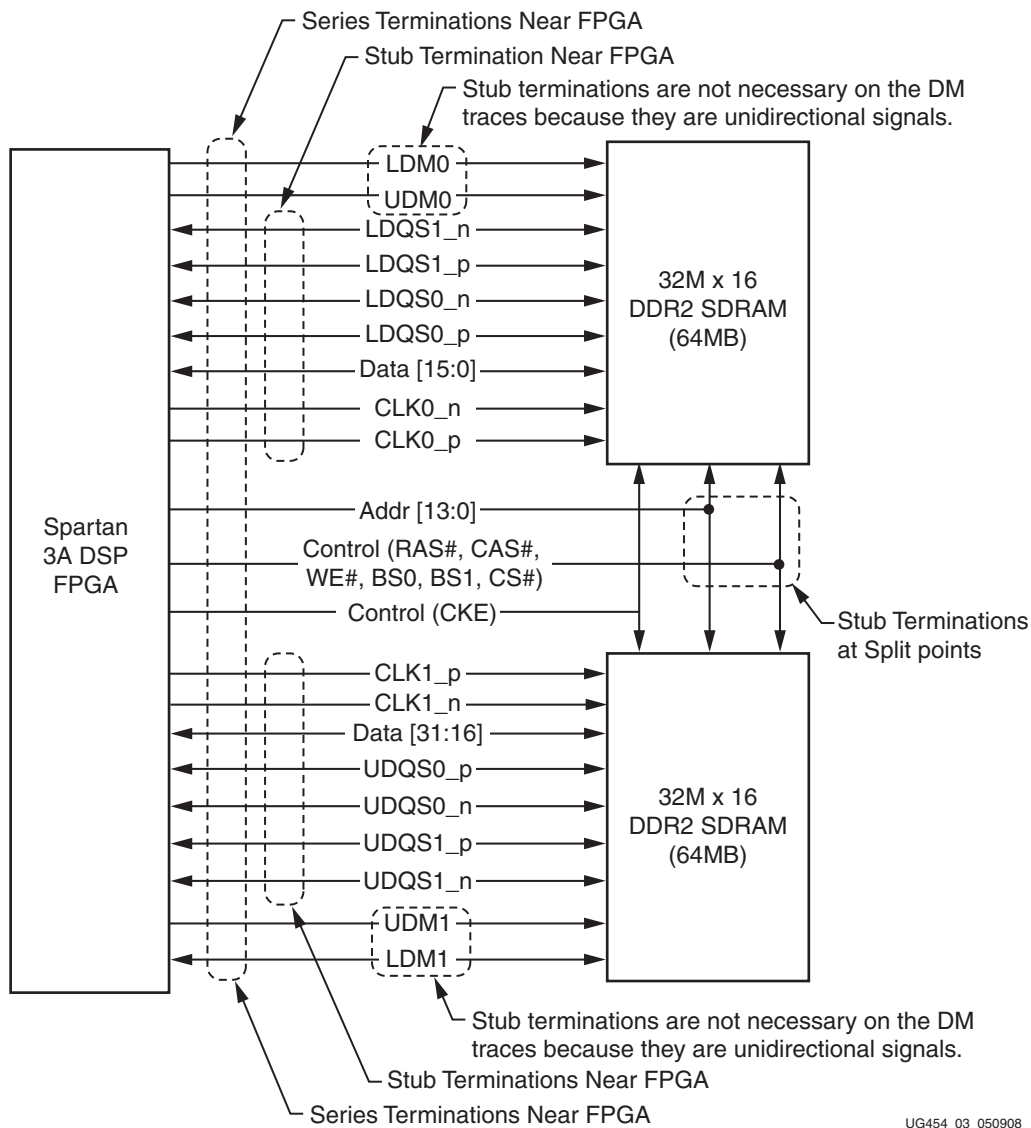 Series Terminations Near FPGA
Stub Termination Near FPGA
Stub terminations are not necessary on the DM
traces because they are unidirectional signals.
LDM0
UDM0
LDQS1_n
LDQS1_p
LDQS0_n
LDQS0_p
Data [15:0]
CLK0_n
CLK0_p
32M x 16
DDR2 SDRAM
(64MB)
Spartan
3A DSP
FPGA
Addr [13:0]
Control (RAS#, CAS#,
WE#, BS0, BS1, CS#)
Control (CKE)
Stub Terminations
at Split points
CLK1_p
CLK1_n
Data [31:16]
UDQS0_p
UDQS0_n
UDQS1_p
UDQS1_n
UDM1
LDM1
32M x 16
DDR2 SDRAM
(64MB)
Stub terminations are not necessary on the DM
traces because they are unidirectional signals.
Stub Terminations Near FPGA
Series Terminations Near FPGA
UG454_03_050908